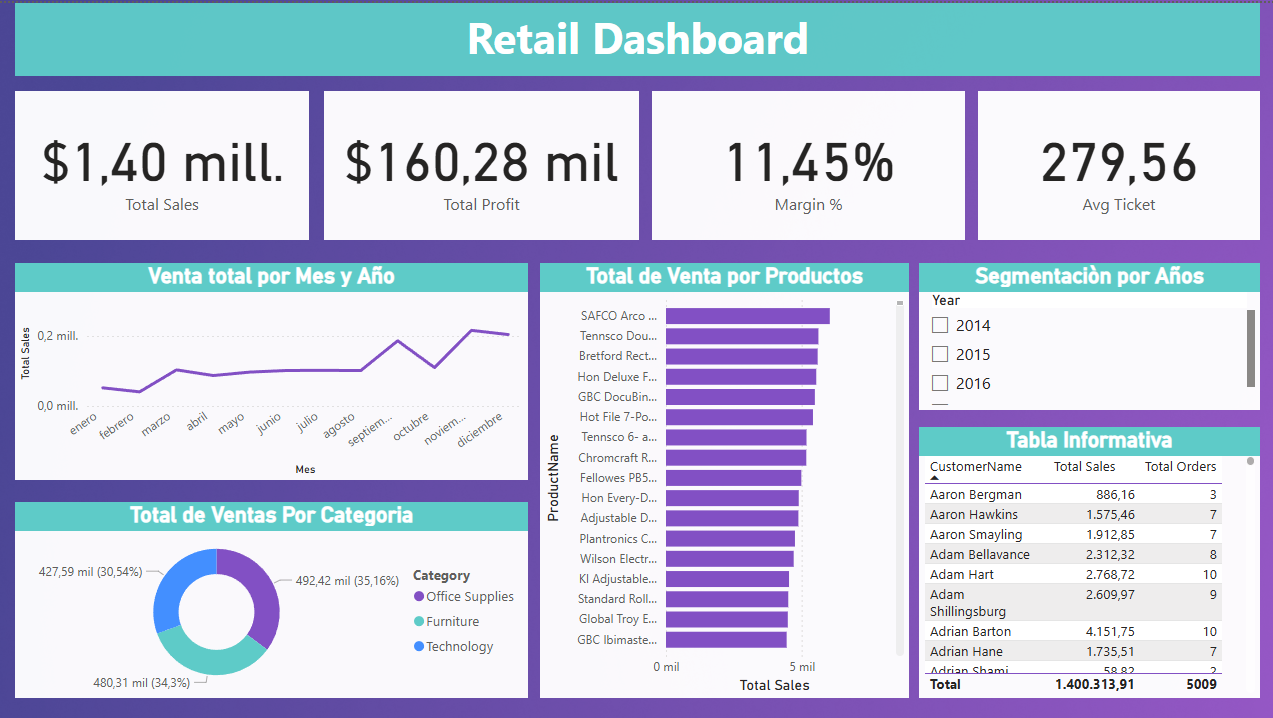 Retail Dashboard
$1,40 mill.
Total Sales
$160,28 mil
Total Profit
11,45%
Margin %
279,56
Avg Ticket
Venta total por Mes y Año
Total Sales
0,2 mill.
0,0 mill.
enero
febrero
marzo
abril
mayo
junio
julio
agosto
septiem...
octubre
noviem...
diciembre
Mes
Total de Ventas Por Categoria
427,59 mil (30,54%)
492,42 mil (35,16%)
480,31 mil (34,3%)
Category
Office Supplies
Furniture
Technology
Total de Venta por Productos
ProductName
SAFCO Arco ...
Tennsco Dou...
Bretford Rect...
Hon Deluxe F...
GBC DocuBin...
Hot File 7-Po...
Tennsco 6- a...
Chromcraft R...
Fellowes PB5...
Hon Every-D...
Adjustable D...
Plantronics C...
Wilson Electr...
KI Adjustable...
Standard Roll...
Global Troy E...
GBC Ibimaste...
0 mil 5 mil
Total Sales
Segmentaciòn por Años
Year
2014
2015
2016
Tabla Informativa
CustomerName Total Sales Total Orders
Aaron Bergman 886,16 3
Aaron Hawkins 1.575,46 7
Aaron Smayling 1.912,85 7
Adam Bellavance 2.312,32 8
Adam Hart 2.768,72 10
Adam 2.609,97 9
Shillingsburg
Adrian Barton 4.151,75 10
Adrian Hane 1.735,51 7
Adrian Shami 58,82 2
Total 1.400.313,91 5009